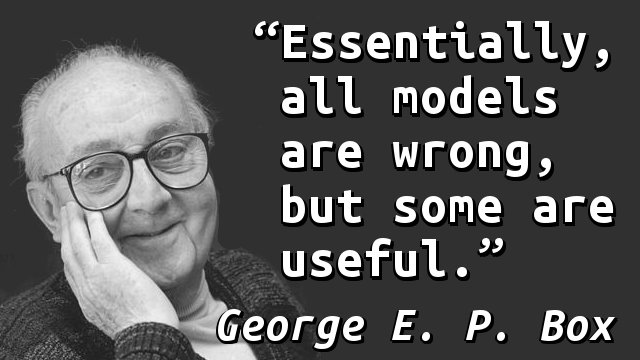 “Essentially,
all models
are wrong,
but some are
useful.”
George E. P. Box